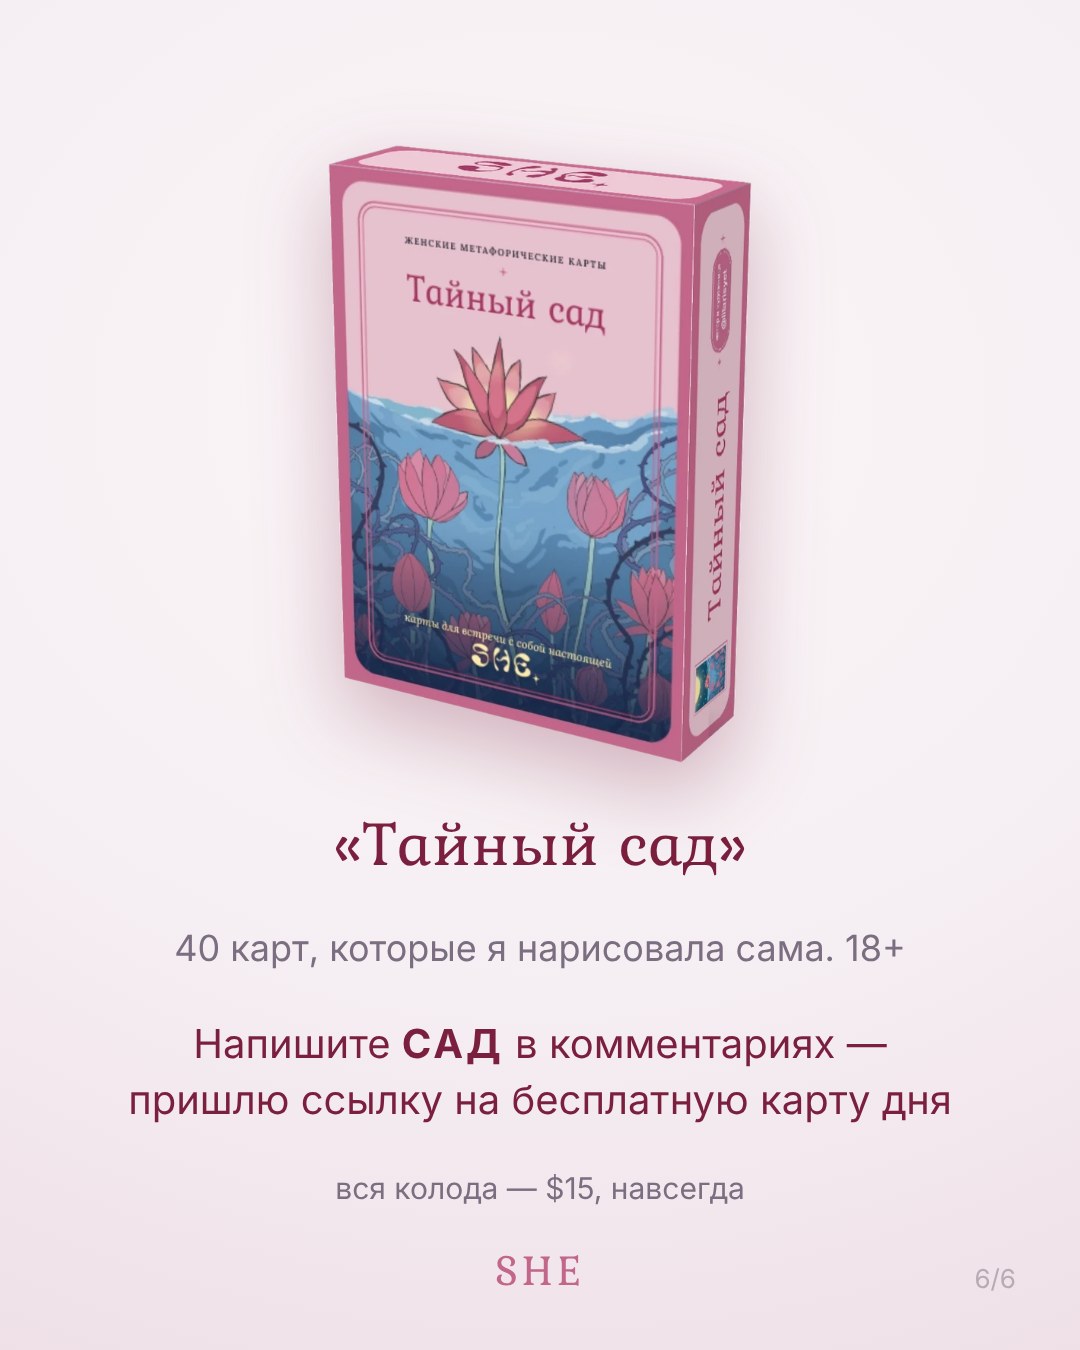 SHE
ЖЕНСКИЕ МЕТАФОРИЧЕСКИЕ КАРТЫ
Тайный сад
карты для встречи с собой настоящей
SHE
Тайный сад
«Тайный сад»
40 карт, которые я нарисовала сама. 18+
Напишите САД в комментариях —
пришлю ссылку на бесплатную карту дня
вся колода — $15, навсегда
SHE
6/6